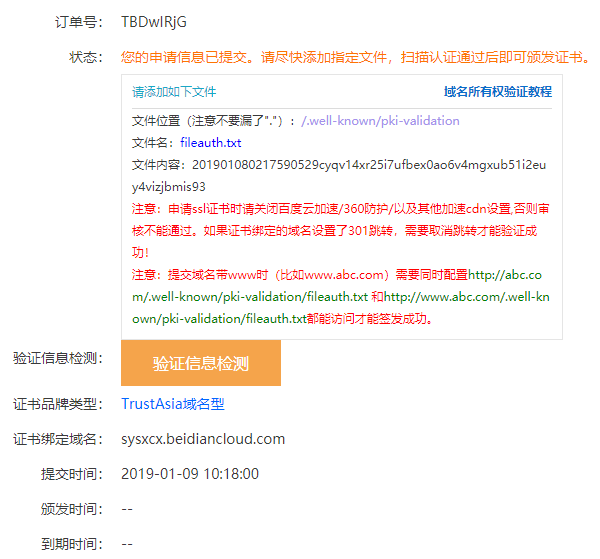 订单号： TBDwIRjG
状态： 您的申请信息已提交。请尽快添加指定文件，扫描认证通过后即可颁发证书。
请添加如下文件 域名所有权验证教程
文件位置（注意不要漏了"."）：/.well-known/pki-validation
文件名：fileauth.txt
文件内容：201901080217590529cyqv14xr25i7ufbex0ao6v4mgxub51i2eu
y4vizjbmis93
注意：申请ssl证书时请关闭百度云加速/360防护/以及其他加速cdn设置,否则审
核不能通过。如果证书绑定的域名设置了301跳转，需要取消跳转才能验证成
功！
注意：提交域名带www时（比如www.abc.com）需要同时配置http://abc.co
m/.well-known/pki-validation/fileauth.txt 和http://www.abc.com/.well-kn
own/pki-validation/fileauth.txt都能访问才能签发成功。
验证信息检测： 验证信息检测
证书品牌类型： TrustAsia域名型
证书绑定域名： sysxcx.beidiancloud.com
提交时间： 2019-01-09 10:18:00
颁发时间： --
到期时间： --